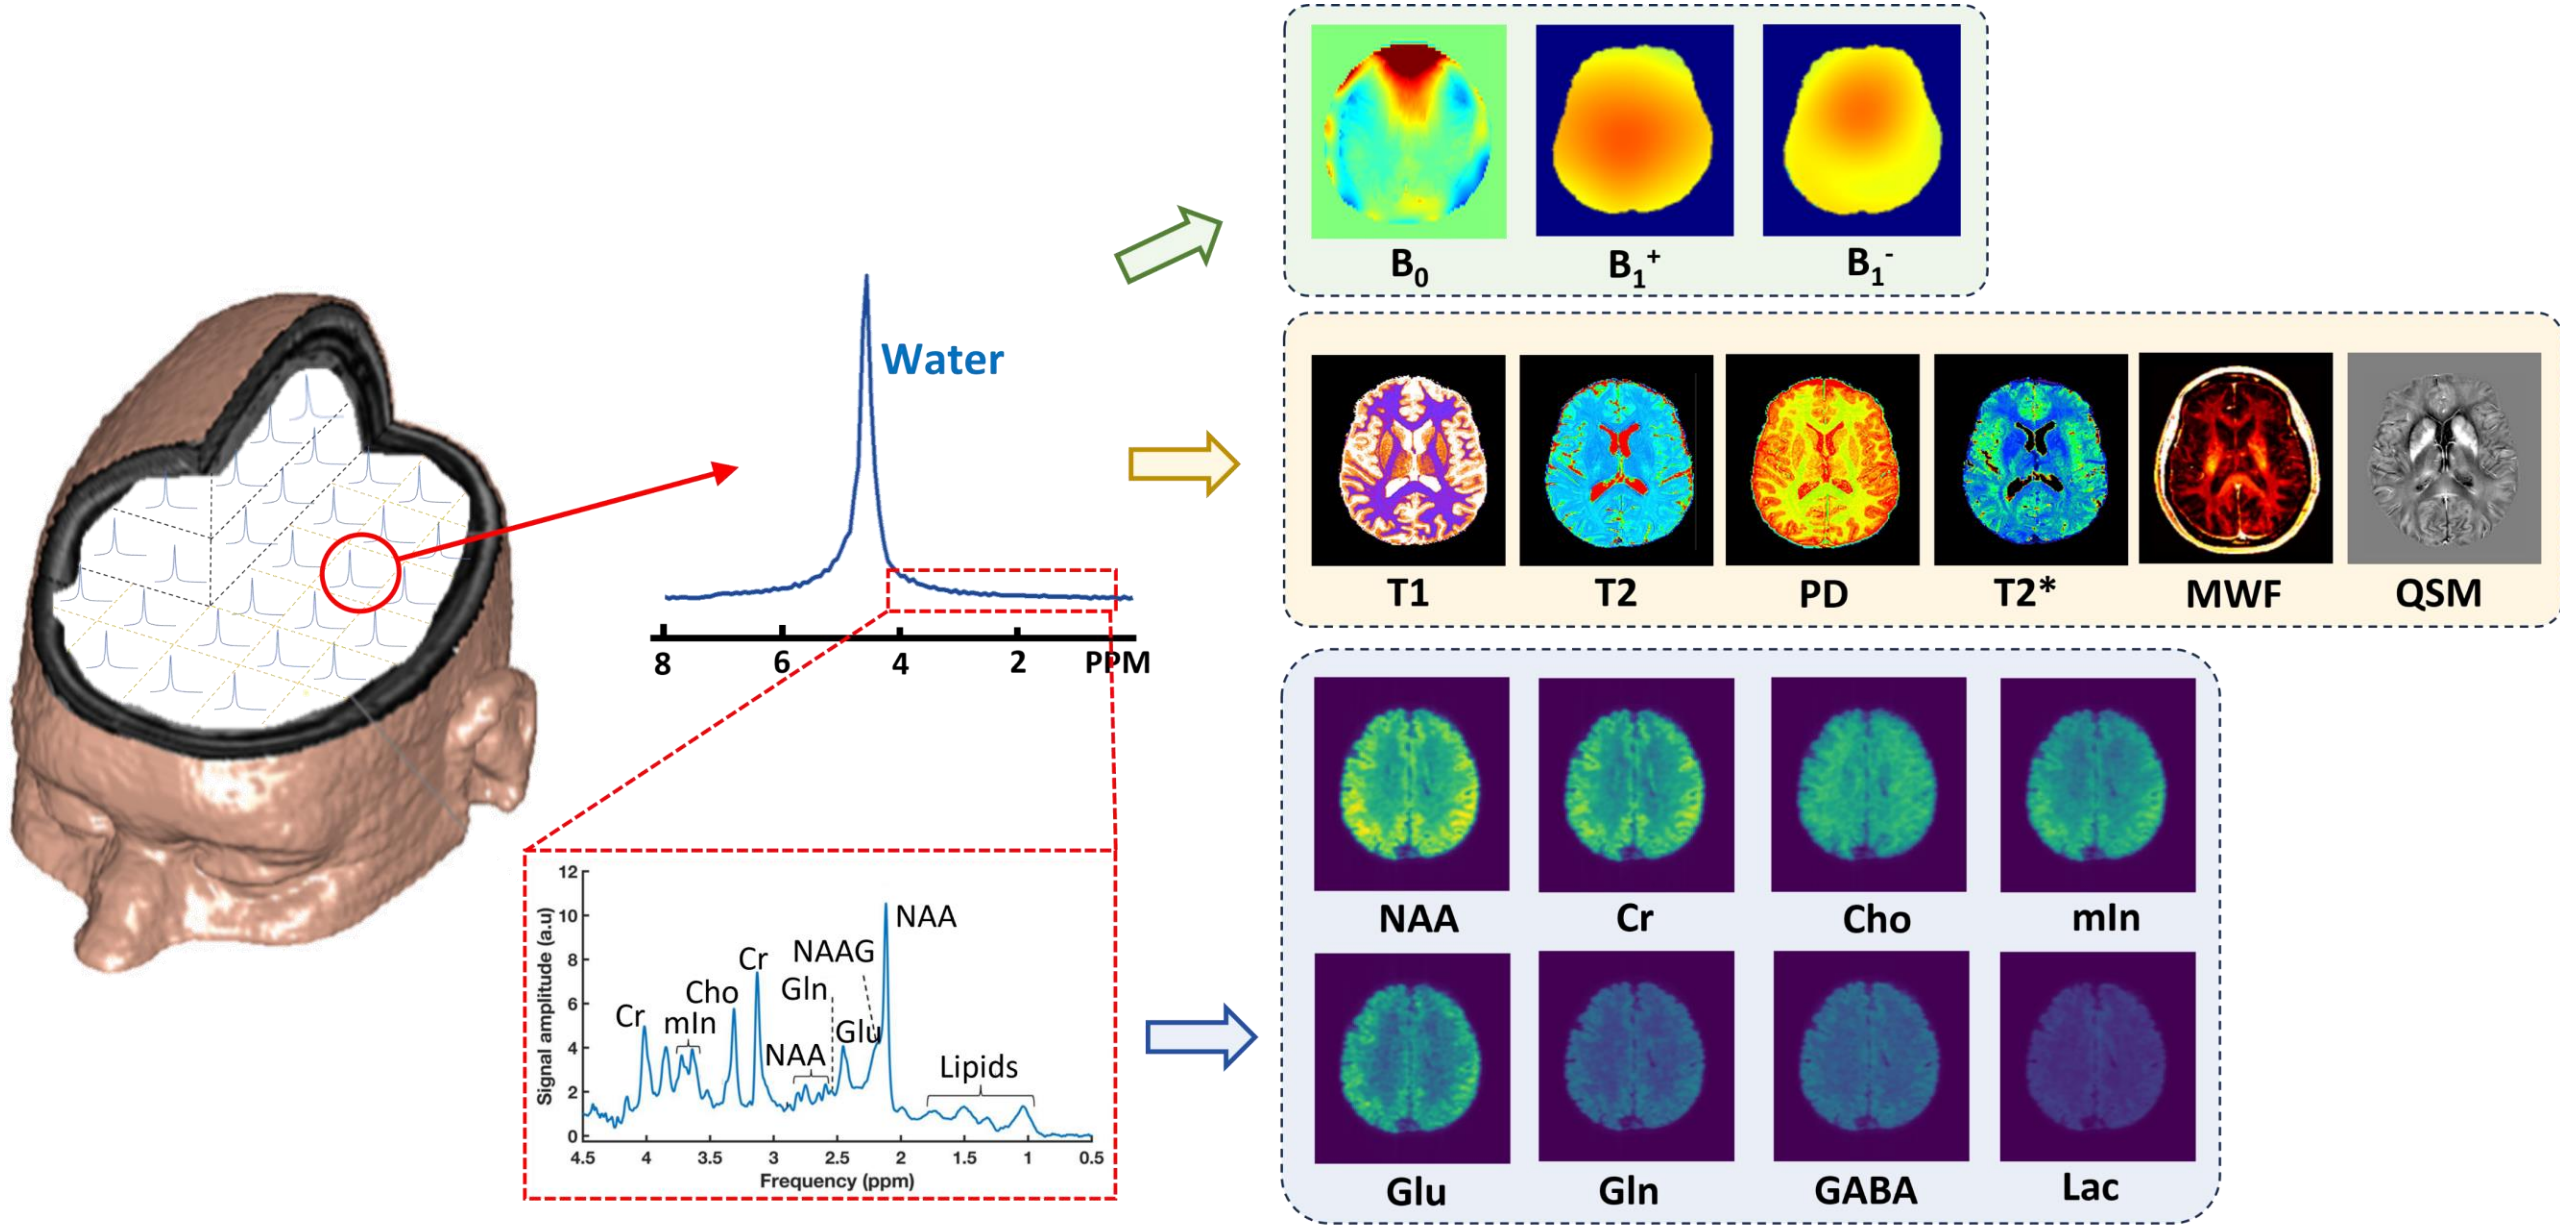 B0
B1+
B1-
Water
8
6
4
2
PPM
T1
T2
PD
T2*
MWF
QSM
NAA
Cr
Cho
mIn
Glu
Gln
GABA
Lac
Signal amplitude (a.u)
12
10
8
6
4
2
0
Cr
mIn
Cho
Cr
NAA
Gln
NAAG
Glu
NAA
Lipids
4.5
4
3.5
3
2.5
2
1.5
1
0.5
Frequency (ppm)